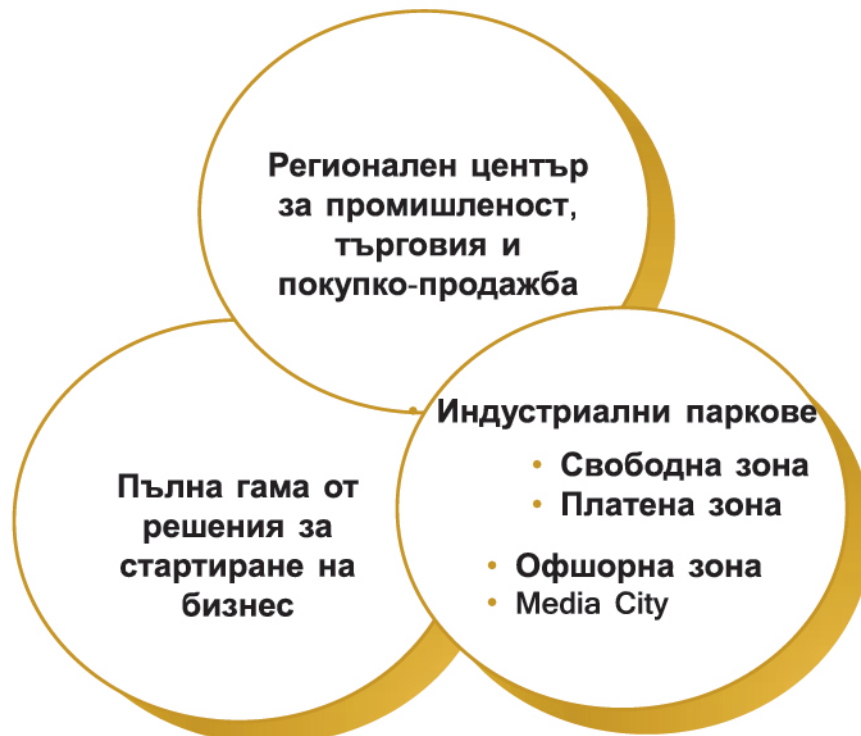 Регионален център
за промишленост,
търговия и
покупко-продажба
Пълна гама от
решения за
стартиране на
бизнес
• Индустриални паркове
• Свободна зона
• Платена зона
• Офшорна зона
• Media City